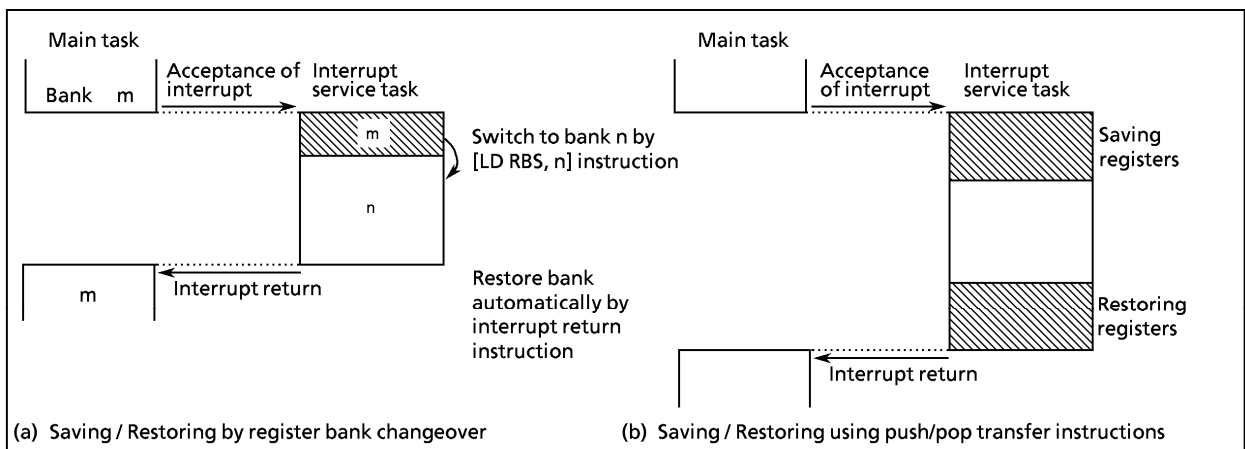 Main task
Bank m
Acceptance of
interrupt
Interrupt
service task
m
Switch to bank n by
[LD RBS, n] instruction
n
Interrupt return
m
Restore bank
automatically by
interrupt return
instruction
(a) Saving / Restoring by register bank changeover
Main task
Acceptance
of interrupt
Interrupt
service task
Saving
registers
Restoring
registers
Interrupt return
(b) Saving / Restoring using push/pop transfer instructions